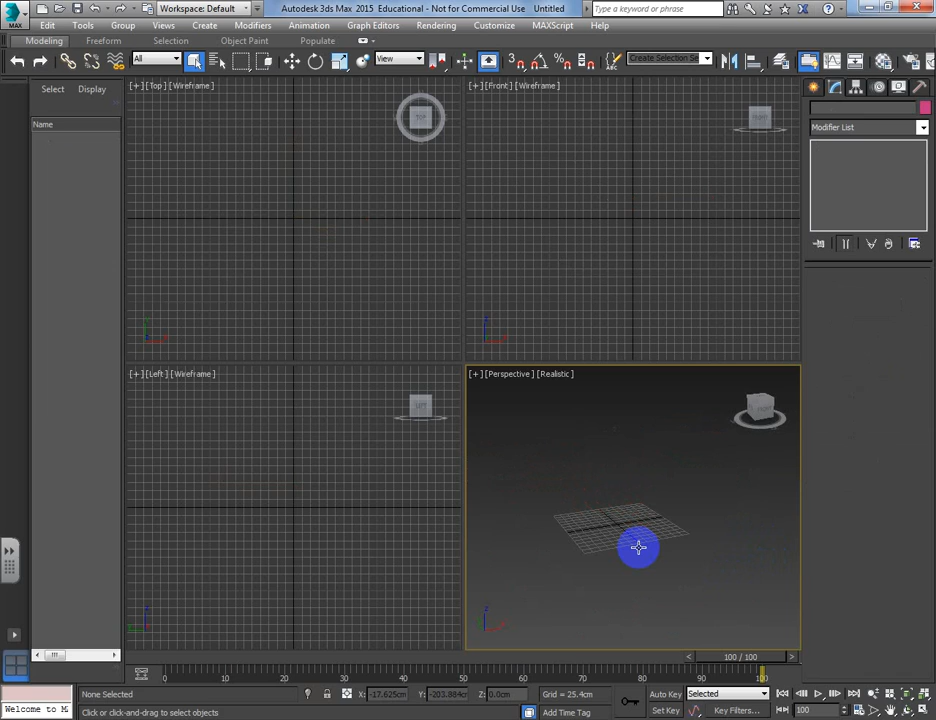 Workspace: Default
Autodesk 3ds Max 2015 Educational - Not for Commercial Use Untitled
Type a keyword or phrase
MAX
Edit Tools Group Views Create Modifiers Animation Graph Editors Rendering Customize MAXScript Help
Modeling Freeform Selection Object Paint Populate
All
View
Create Selection Se
Select Display
Name
[+] [Top] [Wireframe]
TOP
[+] [Front] [Wireframe]
FRONT
Modifier List
[+] [Left] [Wireframe]
LEFT
[+] [Perspective] [Realistic]
FRONT
100 / 100
0 10 20 30 40 50 60 70 80 90 100
None Selected
X: -17.625cm Y: -203.884cm Z: 0.0cm Grid = 25.4cm
Auto Key Selected
Welcome to M
Click or click-and-drag to select objects
Add Time Tag
Set Key Key Filters... 100